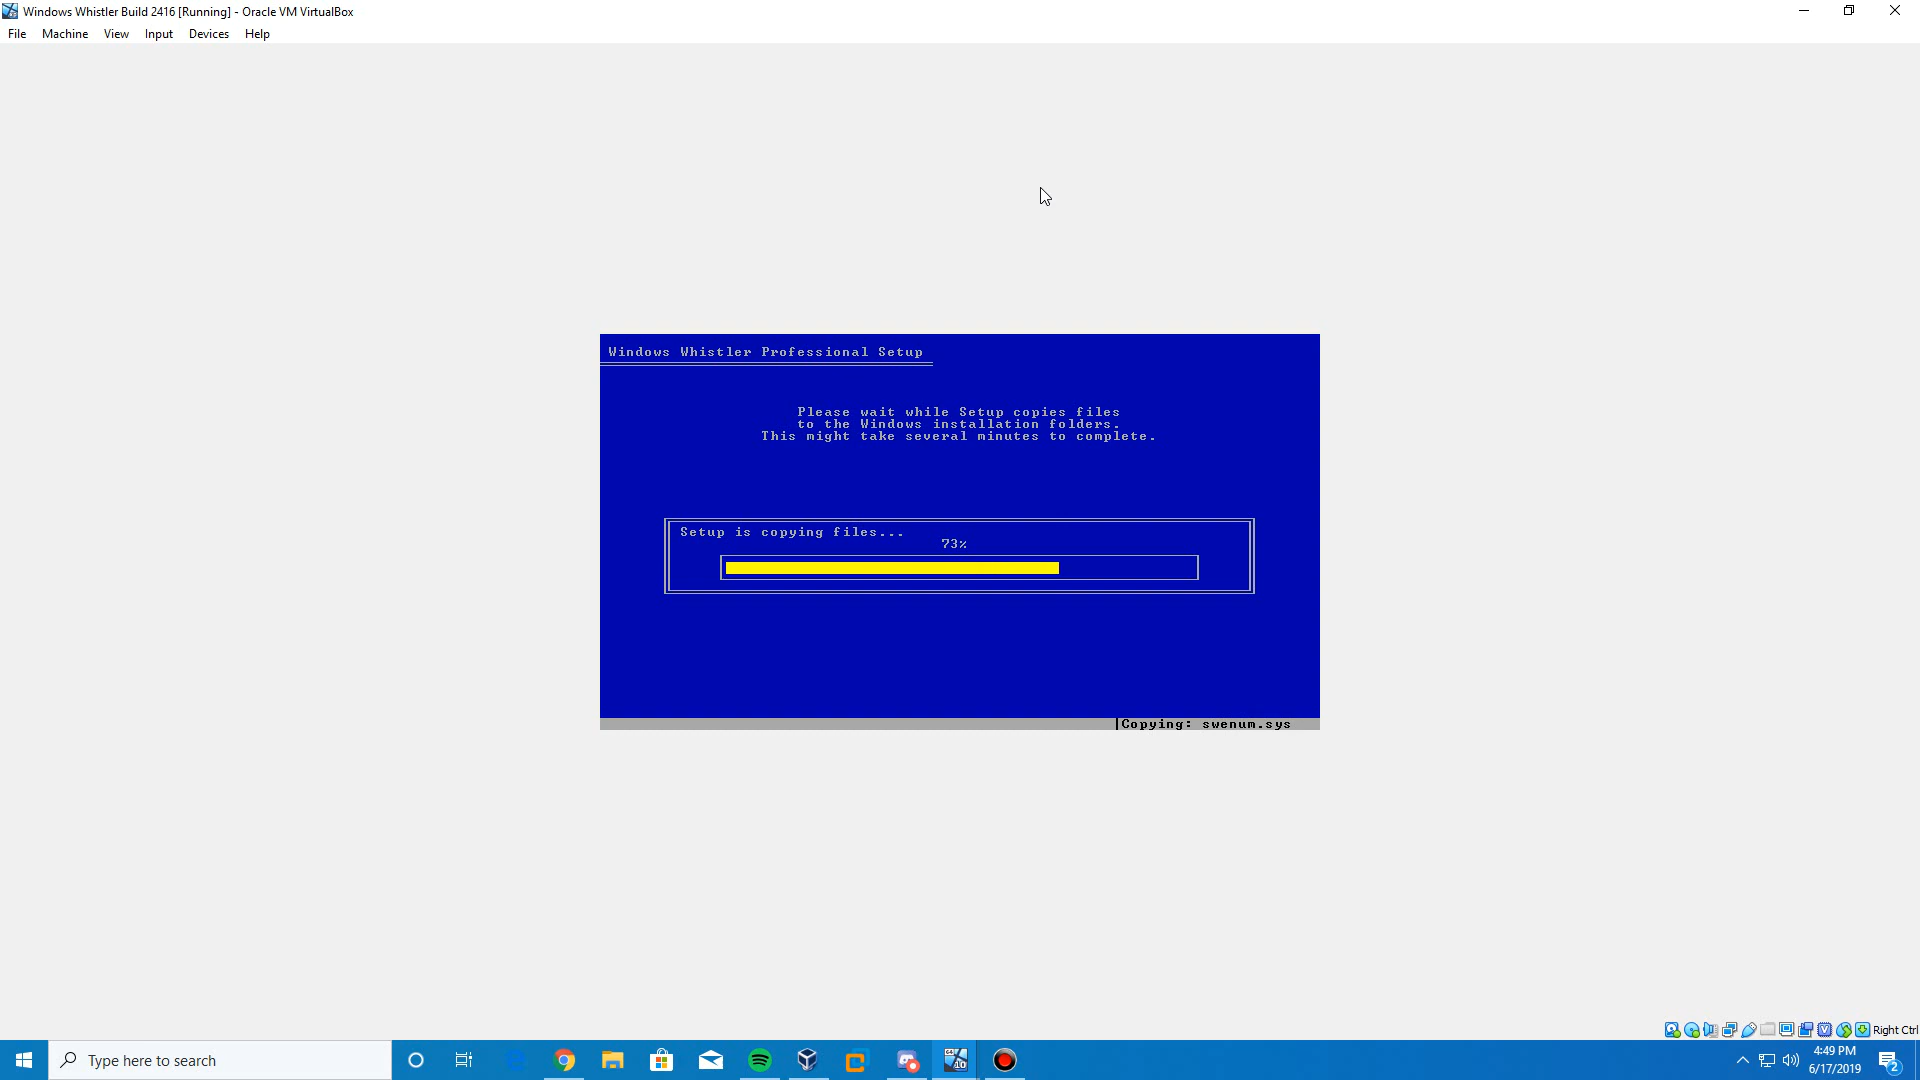 Windows Whistler Build 2416 [Running] - Oracle VM VirtualBox
File Machine View Input Devices Help
Windows Whistler Professional Setup
Please wait while Setup copies files
to the Windows installation folders.
This might take several minutes to complete.
Setup is copying files...
73%
|Copying: swenum.sys
Right Ctrl
Type here to search
4:49 PM
6/17/2019
2